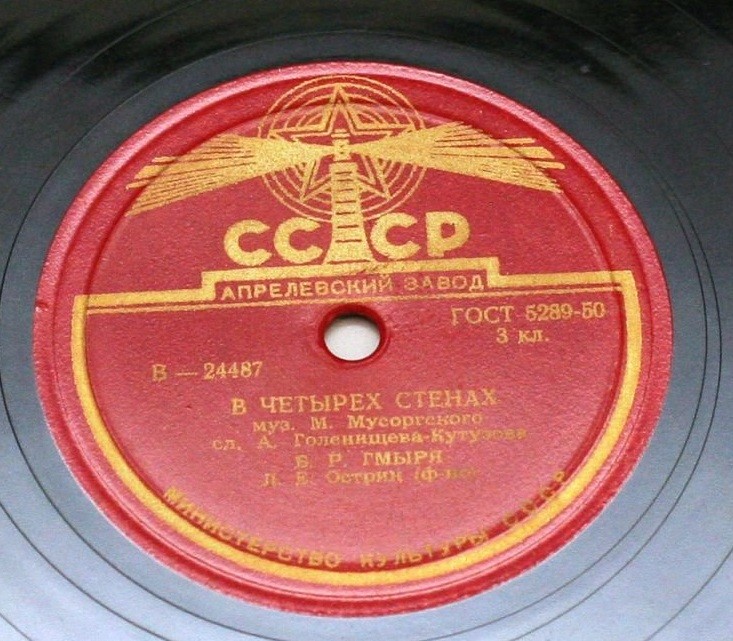 СССР
АПРЕЛЕВСКИЙ ЗАВОД
ГОСТ 5289-50
3 кл.
В — 24487
В ЧЕТЫРЕХ СТЕНАХ
муз. М. Мусоргского
сл. А. Голенищева-Кутузова
Б. Р. ГМЫРЯ
Л. Е. Острин (ф-но)
МИНИСТЕРСТВО КУЛЬТУРЫ СССР